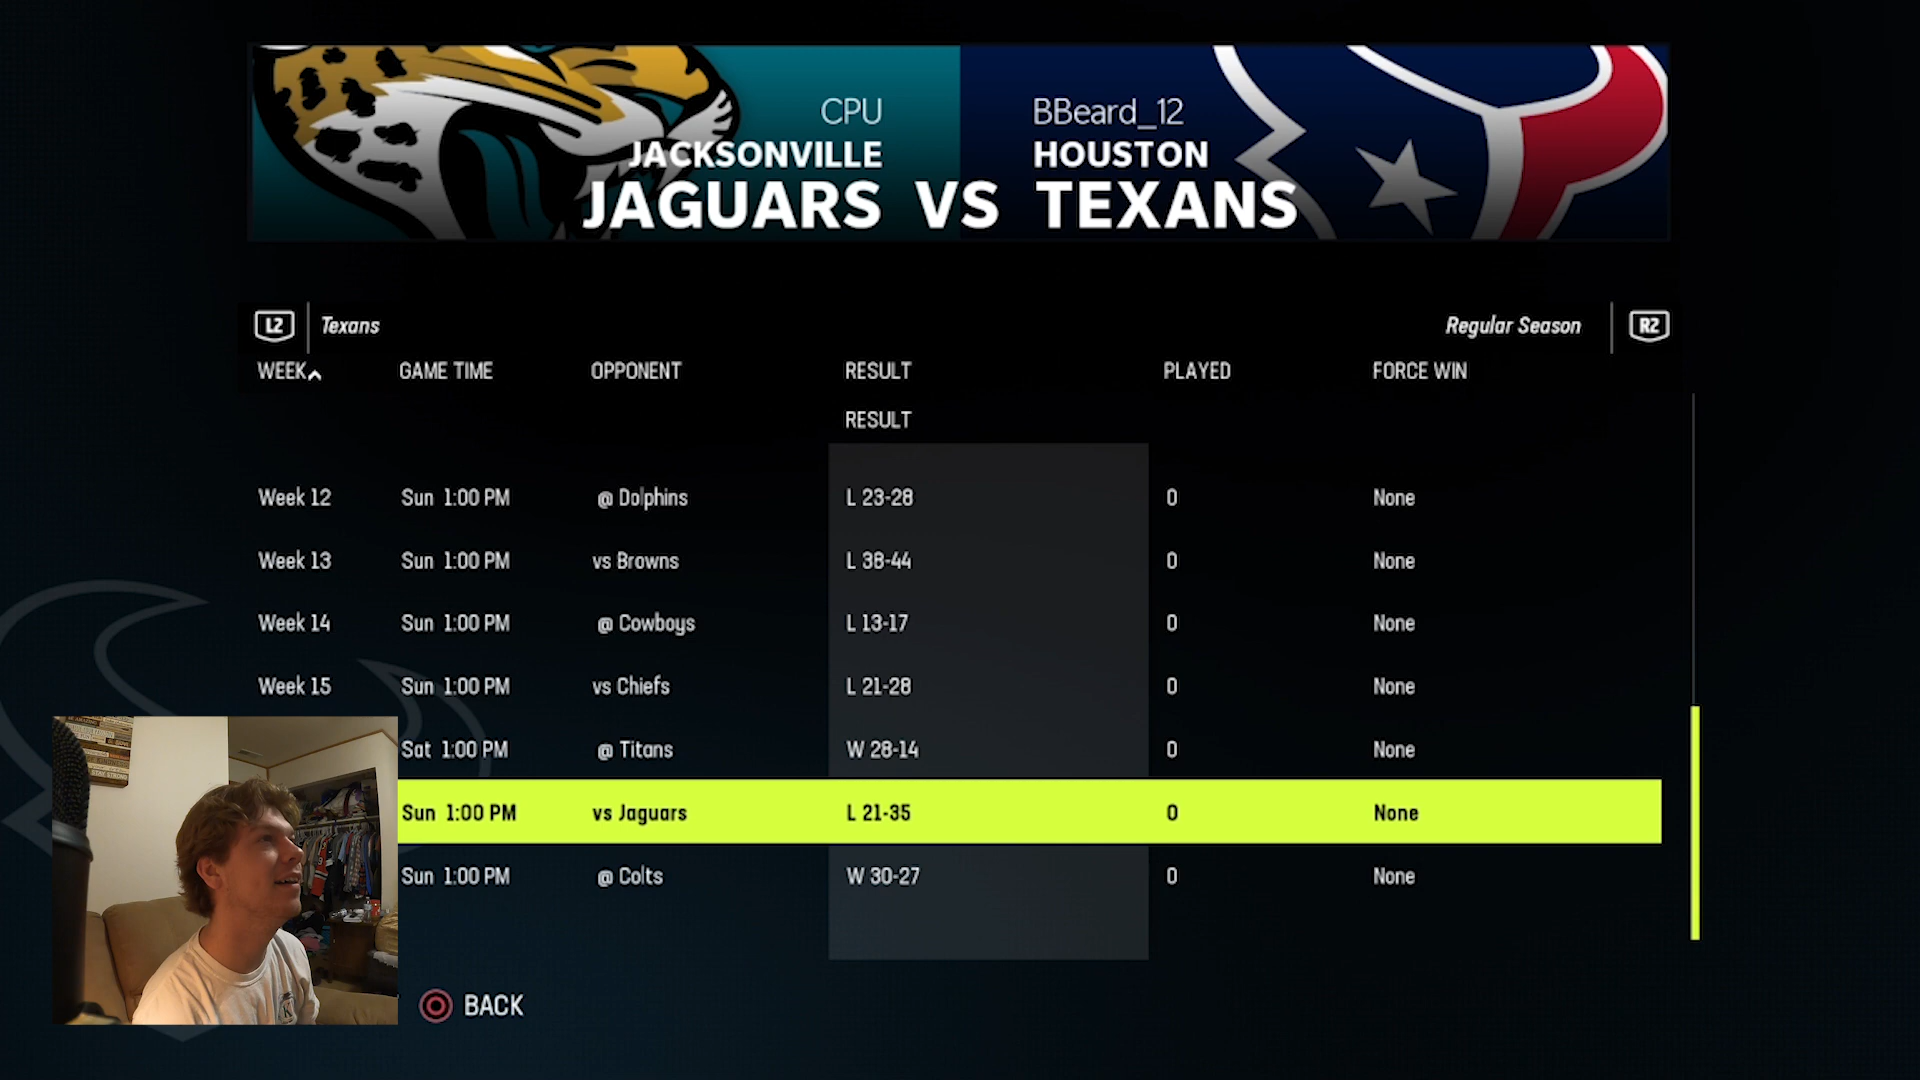 CPU
JACKSONVILLE
JAGUARS VS TEXANS
BBeard_12
HOUSTON
L2 Texans Regular Season R2
WEEK GAME TIME OPPONENT RESULT PLAYED FORCE WIN
RESULT
Week 12 Sun 1:00 PM @ Dolphins L 23-28 0 None
Week 13 Sun 1:00 PM vs Browns L 38-44 0 None
Week 14 Sun 1:00 PM @ Cowboys L 13-17 0 None
Week 15 Sun 1:00 PM vs Chiefs L 21-28 0 None
Sat 1:00 PM @ Titans W 28-14 0 None
Sun 1:00 PM vs Jaguars L 21-35 0 None
Sun 1:00 PM @ Colts W 30-27 0 None
STAY STRONG
K
BACK